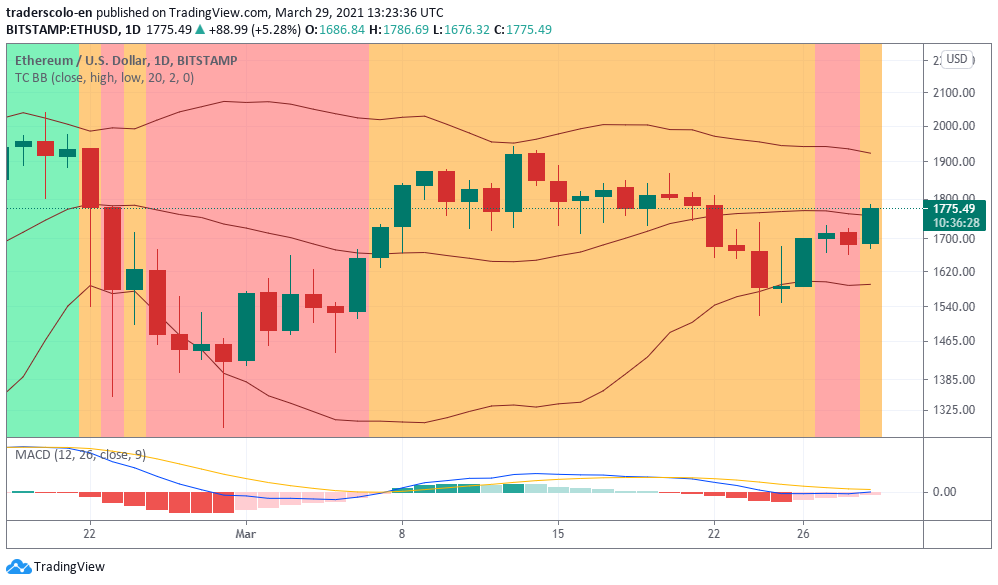 traderscolo-en published on TradingView.com, March 29, 2021 13:23:36 UTC
BITSTAMP:ETHUSD, 1D 1775.49 ▲ +88.99 (+5.28%) O:1686.84 H:1786.69 L:1676.32 C:1775.49
Ethereum / U.S. Dollar, 1D, BITSTAMP
USD
TC BB (close, high, low, 20, 2, 0)
2100.00
2000.00
1900.00
1800.00
1775.49
10:36:28
1700.00
1620.00
1540.00
1465.00
1385.00
1325.00
MACD (12, 26, close, 9)
0.00
22 Mar 8 15 22 26
TradingView